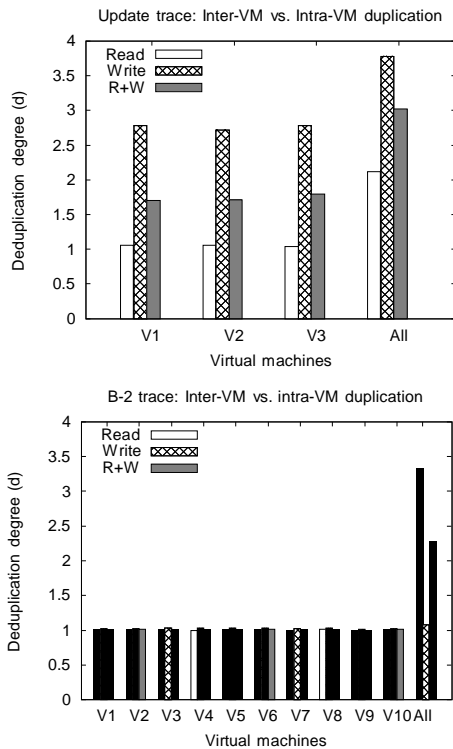 Update trace: Inter-VM vs. Intra-VM duplication
4
3.5
3
2.5
2
1.5
1
0.5
0
Deduplication degree (d)
Read
Write
R+W
V1 V2 V3 All
Virtual machines
B-2 trace: Inter-VM vs. intra-VM duplication
4
3.5
3
2.5
2
1.5
1
0.5
0
Deduplication degree (d)
Read
Write
R+W
V1 V2 V3 V4 V5 V6 V7 V8 V9 V10 All
Virtual machines